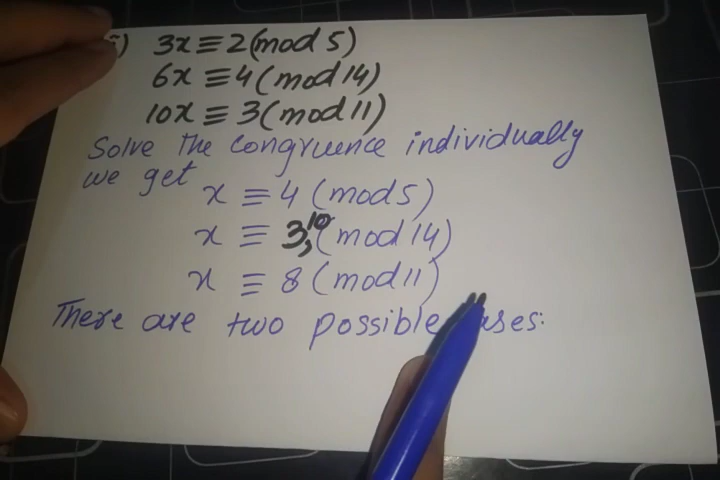 3x ≡ 2(mod 5)
6x ≡ 4(mod 14)
10x ≡ 3(mod 11)
Solve the congruence individually
we get
x ≡ 4 (mod 5)
x ≡ 3,10 (mod 14)
x ≡ 8 (mod 11)
There are two possible